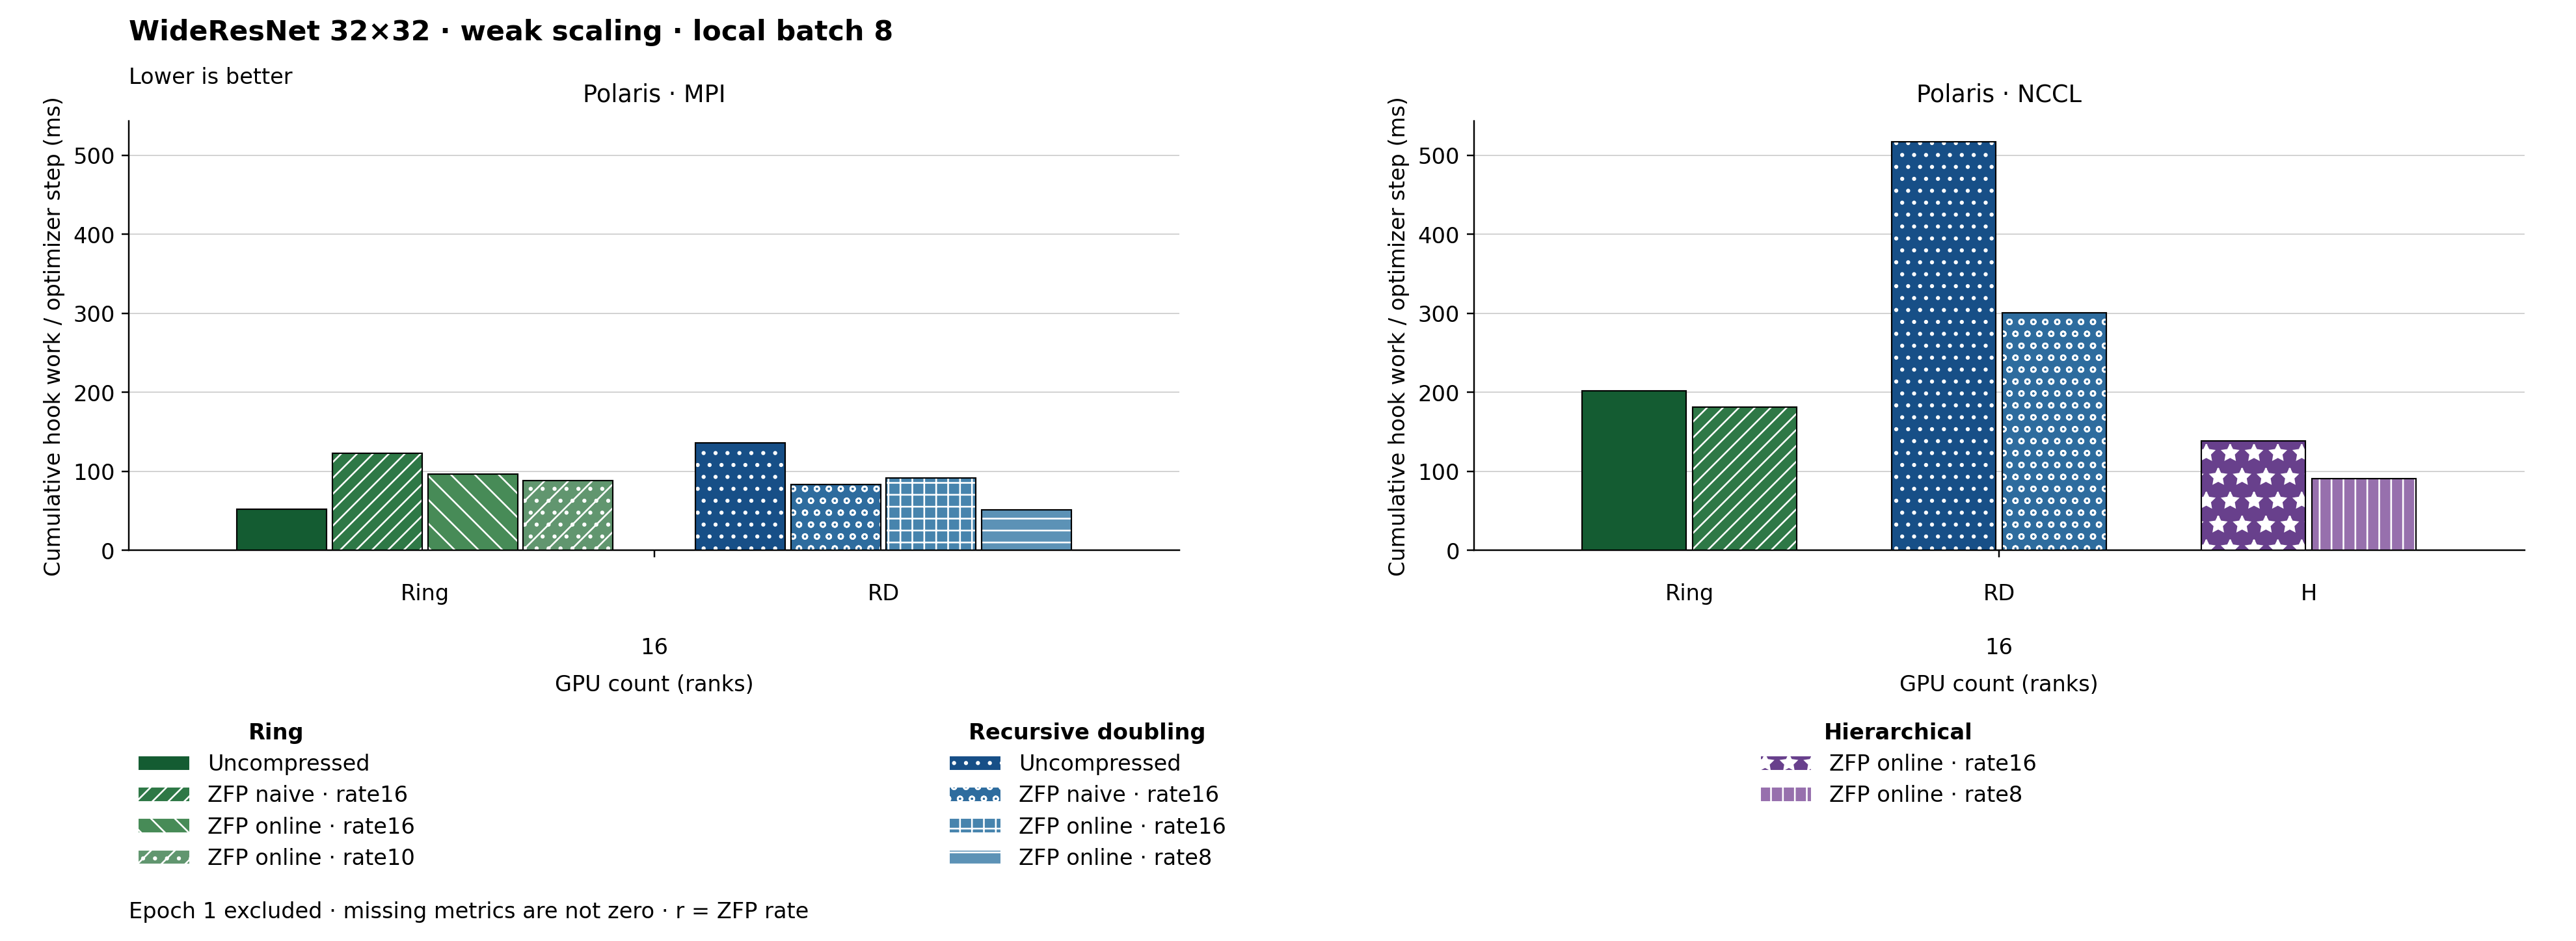 WideResNet 32×32 · weak scaling · local batch 8
Lower is better
Polaris · MPI
Cumulative hook work / optimizer step (ms)
500
400
300
200
100
0
Ring
RD
16
GPU count (ranks)
Polaris · NCCL
Cumulative hook work / optimizer step (ms)
500
400
300
200
100
0
Ring
RD
H
16
GPU count (ranks)
Ring
Uncompressed
ZFP naive · rate16
ZFP online · rate16
ZFP online · rate10
Recursive doubling
Uncompressed
ZFP naive · rate16
ZFP online · rate16
ZFP online · rate8
Hierarchical
ZFP online · rate16
ZFP online · rate8
Epoch 1 excluded · missing metrics are not zero · r = ZFP rate